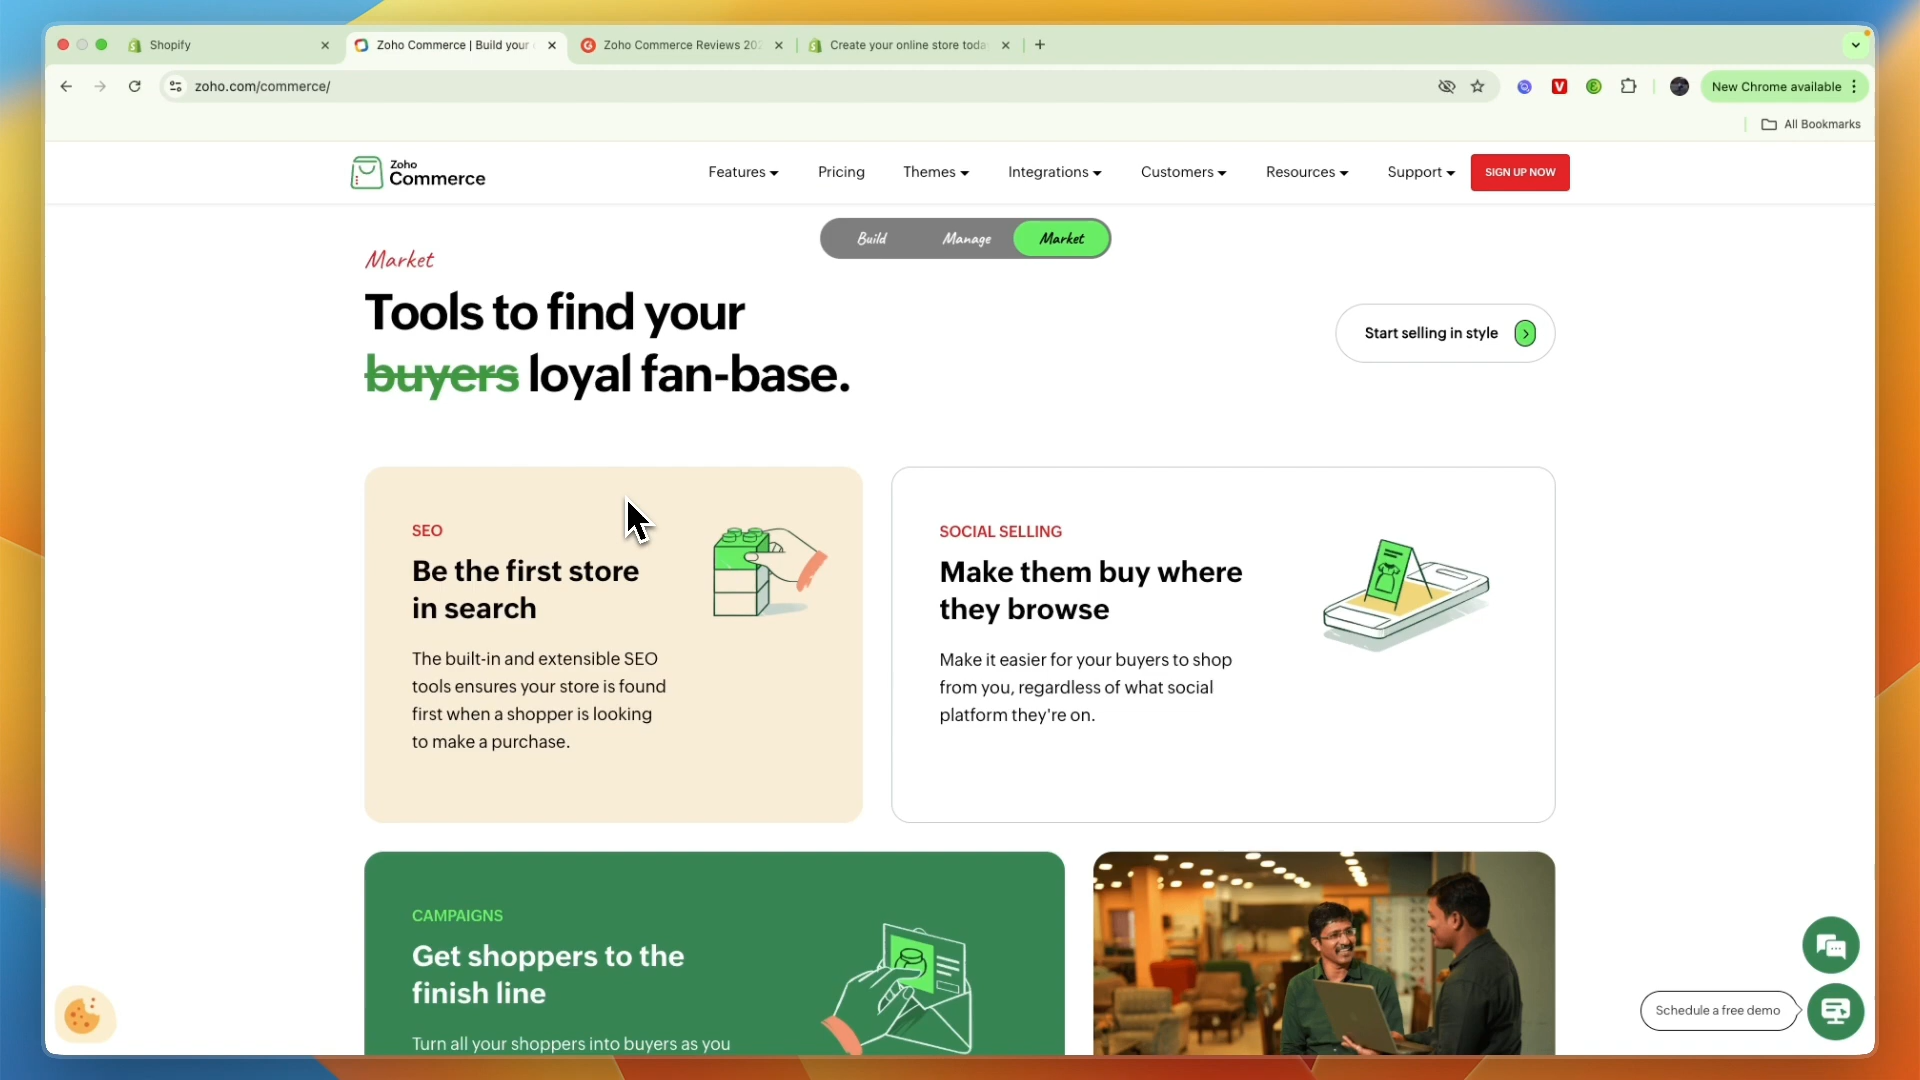 Shopify
Zoho Commerce | Build your
Zoho Commerce Reviews 202
Create your online store toda
zoho.com/commerce/
New Chrome available
All Bookmarks
Zoho
Commerce
Features
Pricing
Themes
Integrations
Customers
Resources
Support
SIGN UP NOW
Build
Manage
Market
Market
Tools to find your
buyers loyal fan-base.
Start selling in style
SEO
Be the first store
in search
The built-in and extensible SEO
tools ensures your store is found
first when a shopper is looking
to make a purchase.
SOCIAL SELLING
Make them buy where
they browse
Make it easier for your buyers to shop
from you, regardless of what social
platform they're on.
CAMPAIGNS
Get shoppers to the
finish line
Turn all your shoppers into buyers as you
Schedule a free demo